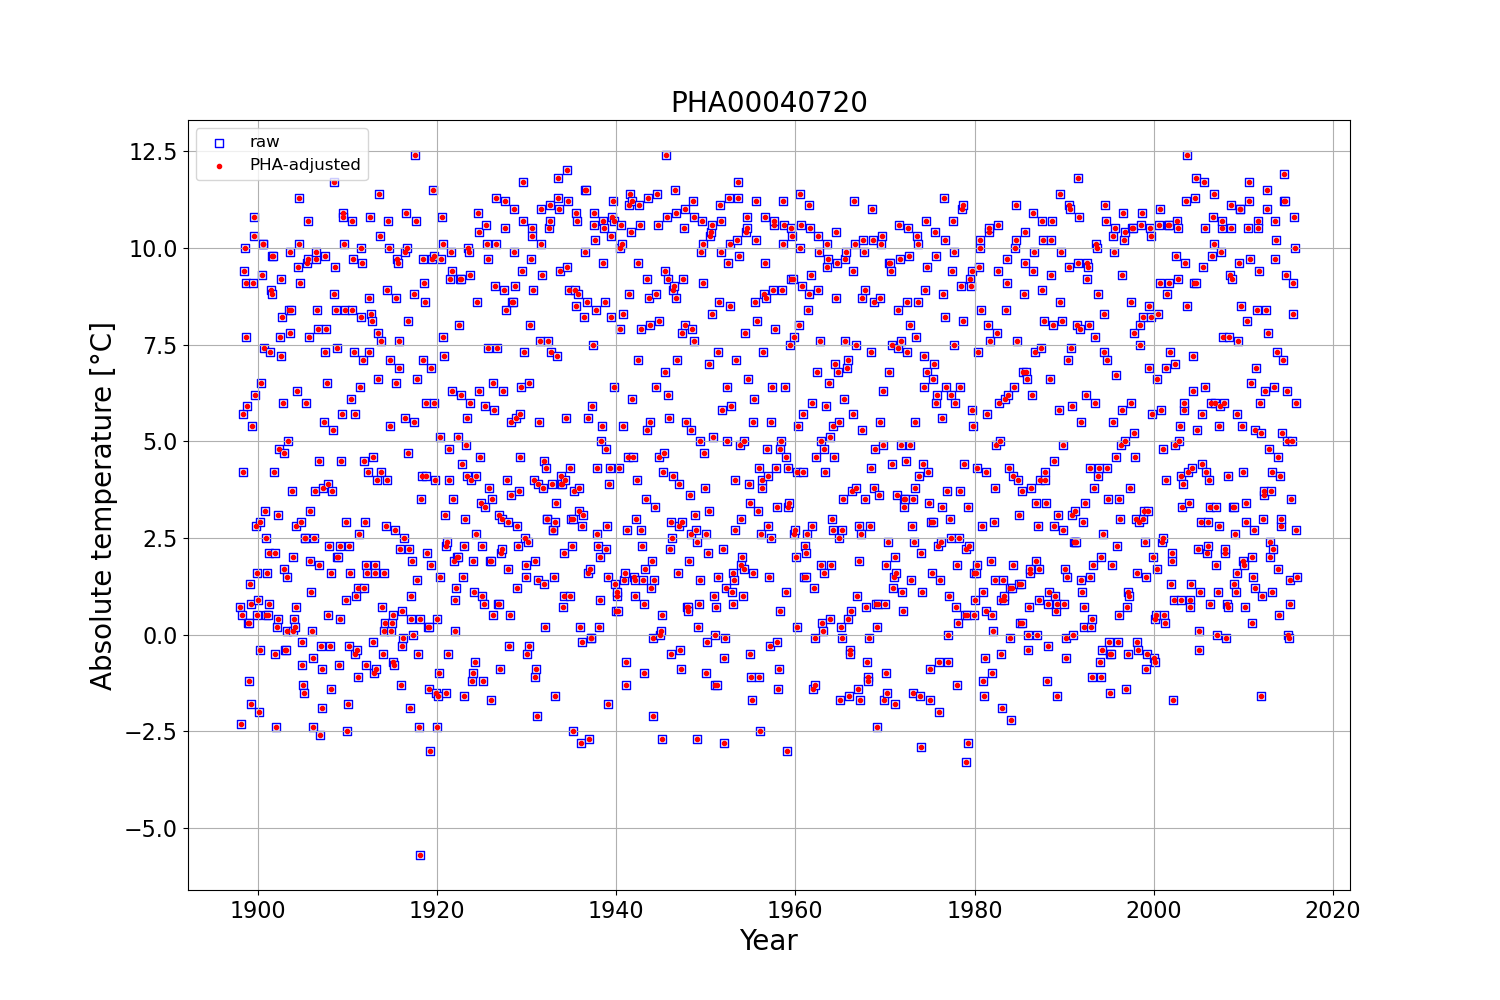 PHA00040720
raw
PHA-adjusted
12.5
10.0
7.5
5.0
2.5
0.0
−2.5
−5.0
Absolute temperature [°C]
1900 1920 1940 1960 1980 2000 2020
Year